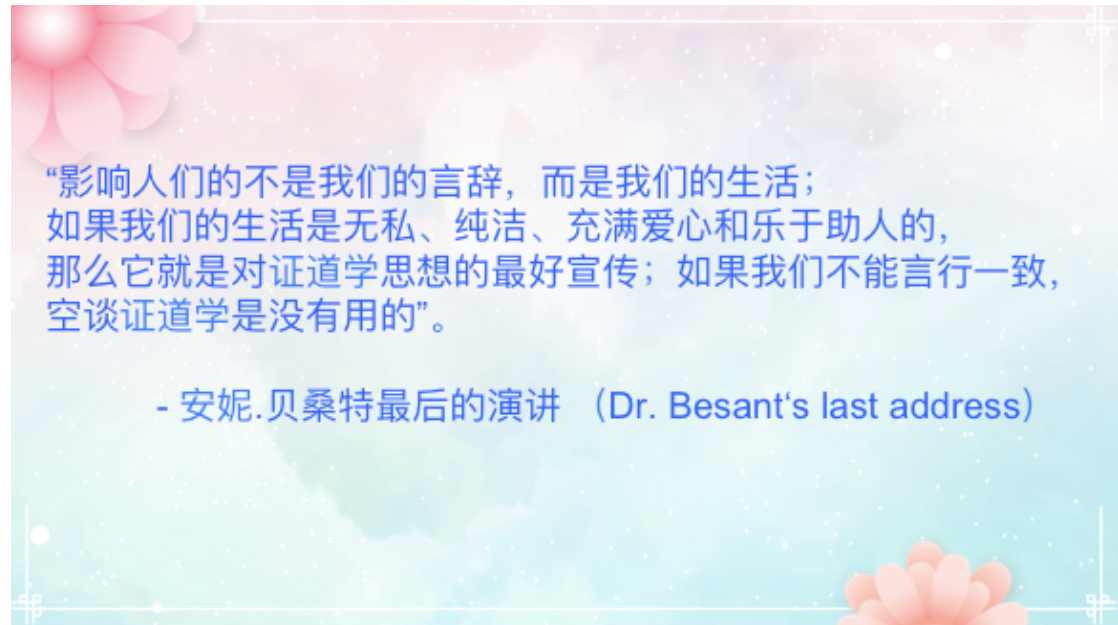 “影响人们的不是我们的言辞，而是我们的生活；
如果我们的生活是无私、纯洁、充满爱心和乐于助人的，
那么它就是对证道学思想的最好宣传；如果我们不能言行一致，
空谈证道学是没有用的”。
- 安妮.贝桑特最后的演讲 （Dr. Besant‘s last address）